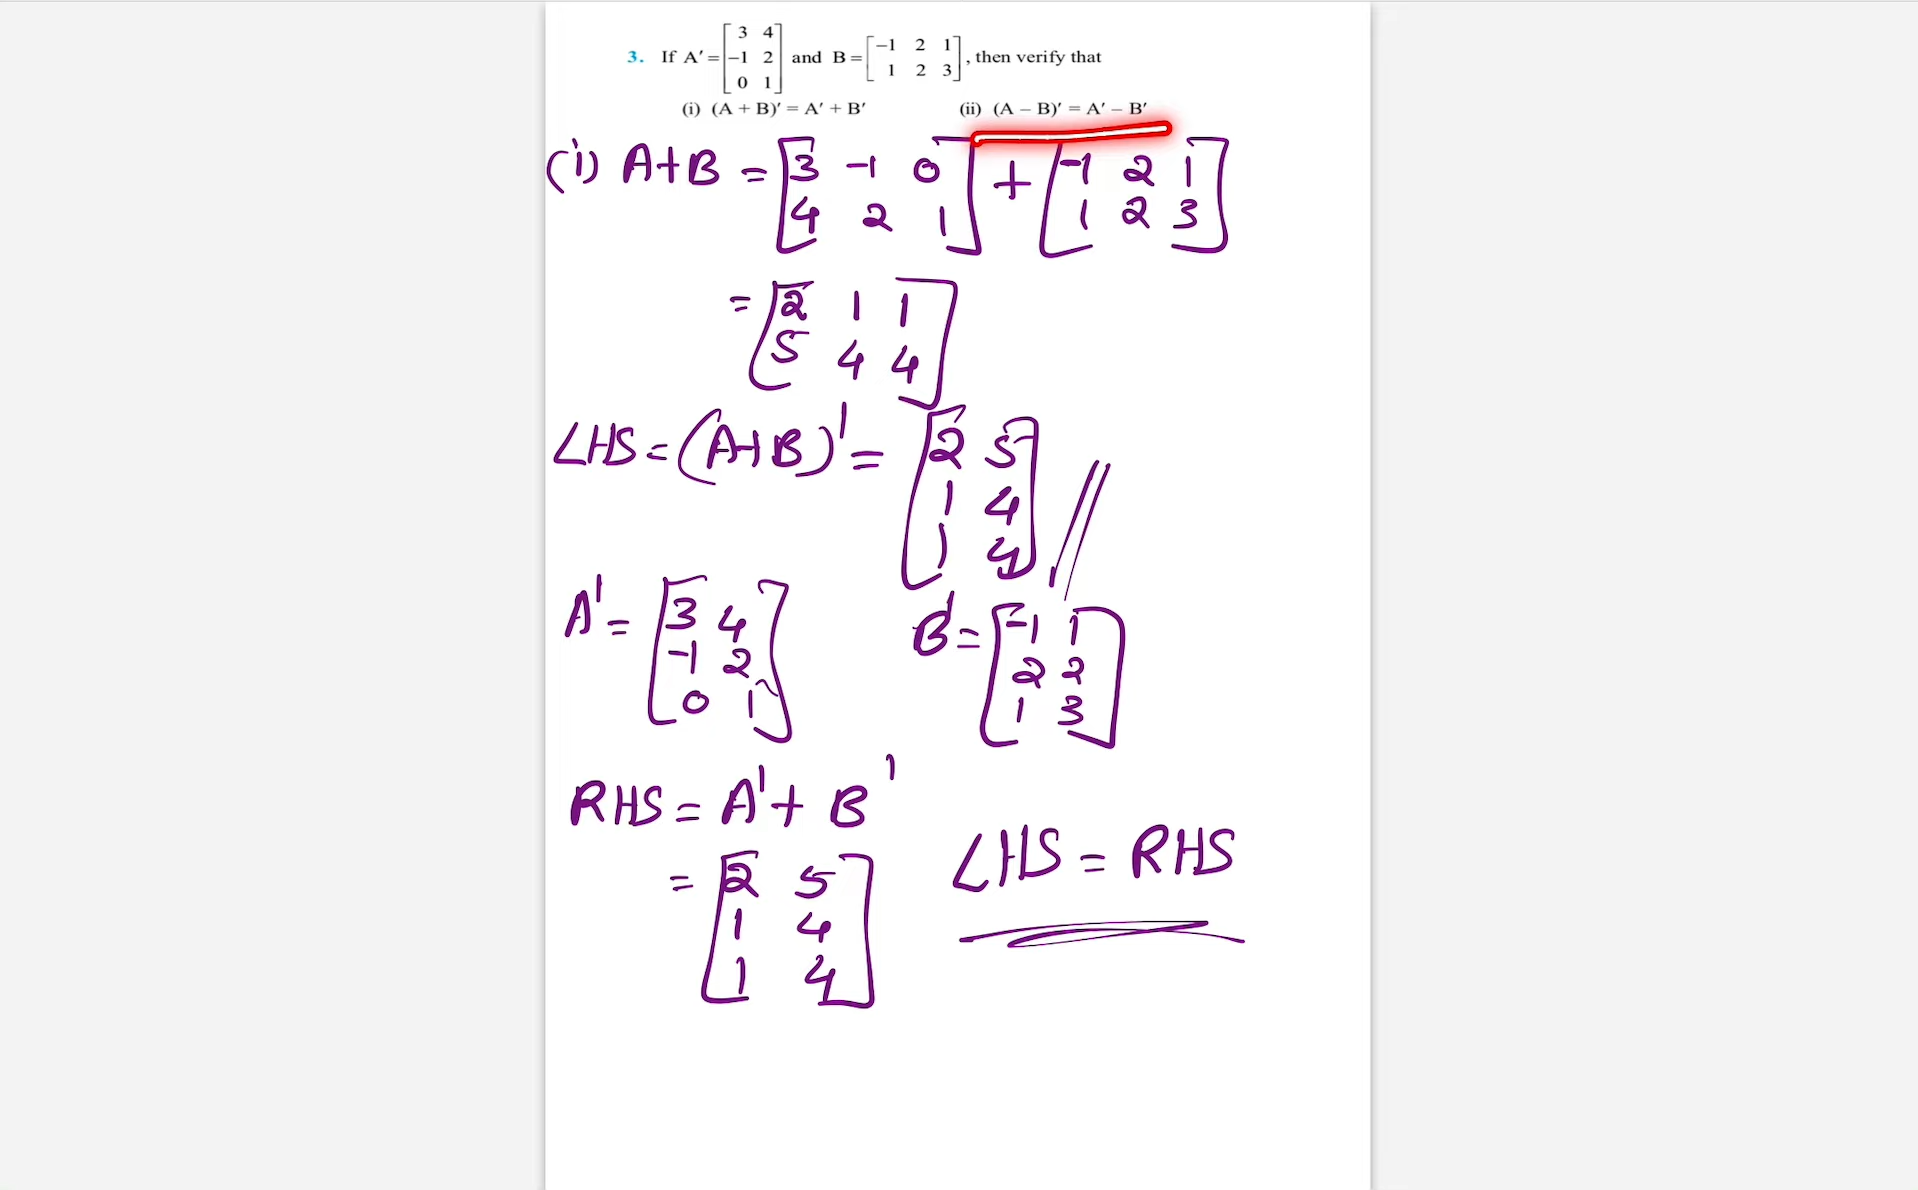 3. If A′ = [3 4; −1 2; 0 1] and B = [−1 2 1; 1 2 3], then verify that
(i) (A + B)′ = A′ + B′ (ii) (A − B)′ = A′ − B′
(i) A+B = [3 -1 0; 4 2 1] + [-1 2 1; 1 2 3]
= [2 1 1; 5 4 4]
LHS = (A+B)' = [2 5; 1 4; 1 4] //
A' = [3 4; -1 2; 0 1] B' = [-1 1; 2 2; 1 3]
RHS = A' + B'
= [2 5; 1 4; 1 4]
LHS = RHS